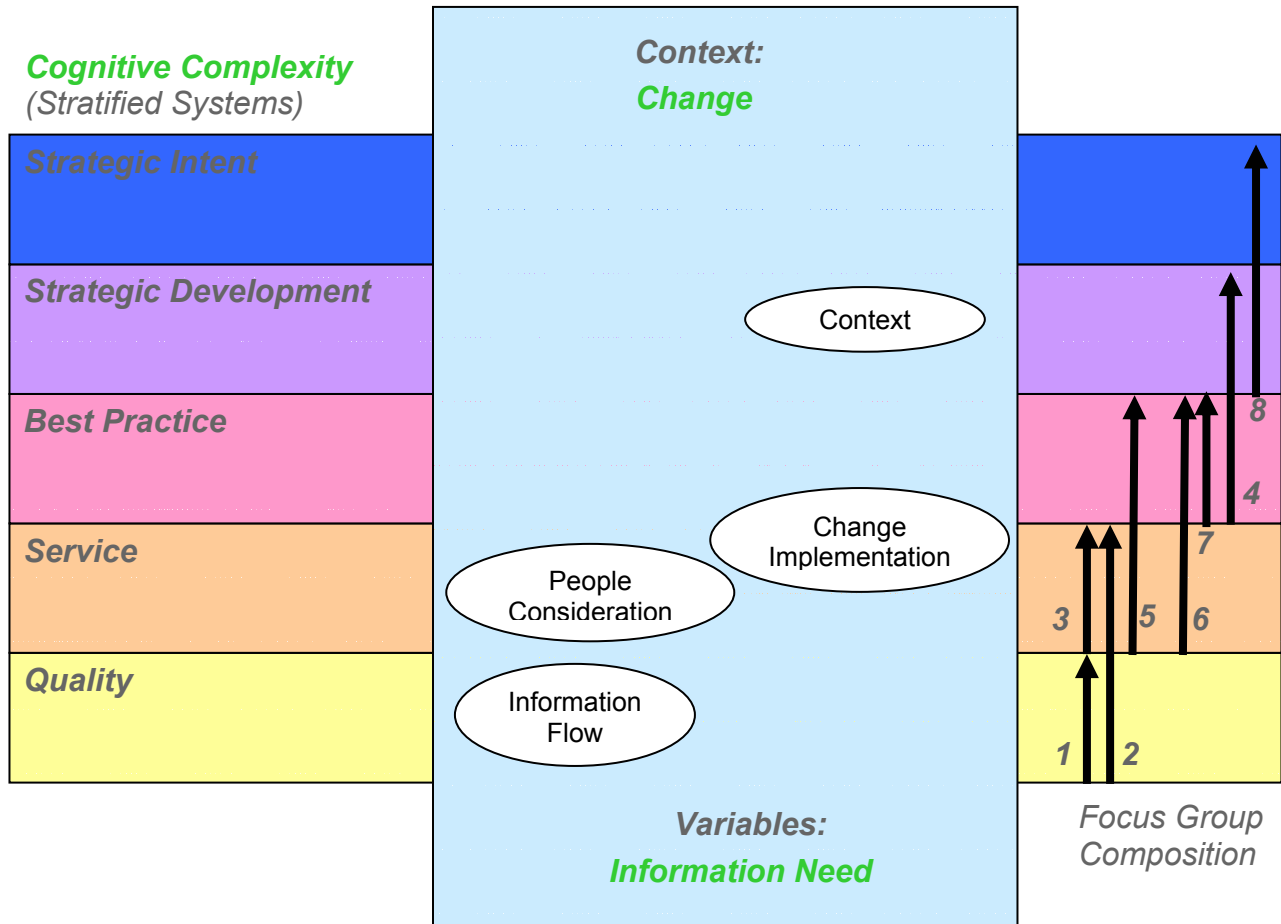 Cognitive Complexity
(Stratified Systems)
Context:
Change
Strategic Intent
Strategic Development
Context
Best Practice
8
4
Service
Change
Implementation
7
People
Consideration
3
5
6
Quality
Information
Flow
1
2
Variables:
Information Need
Focus Group
Composition